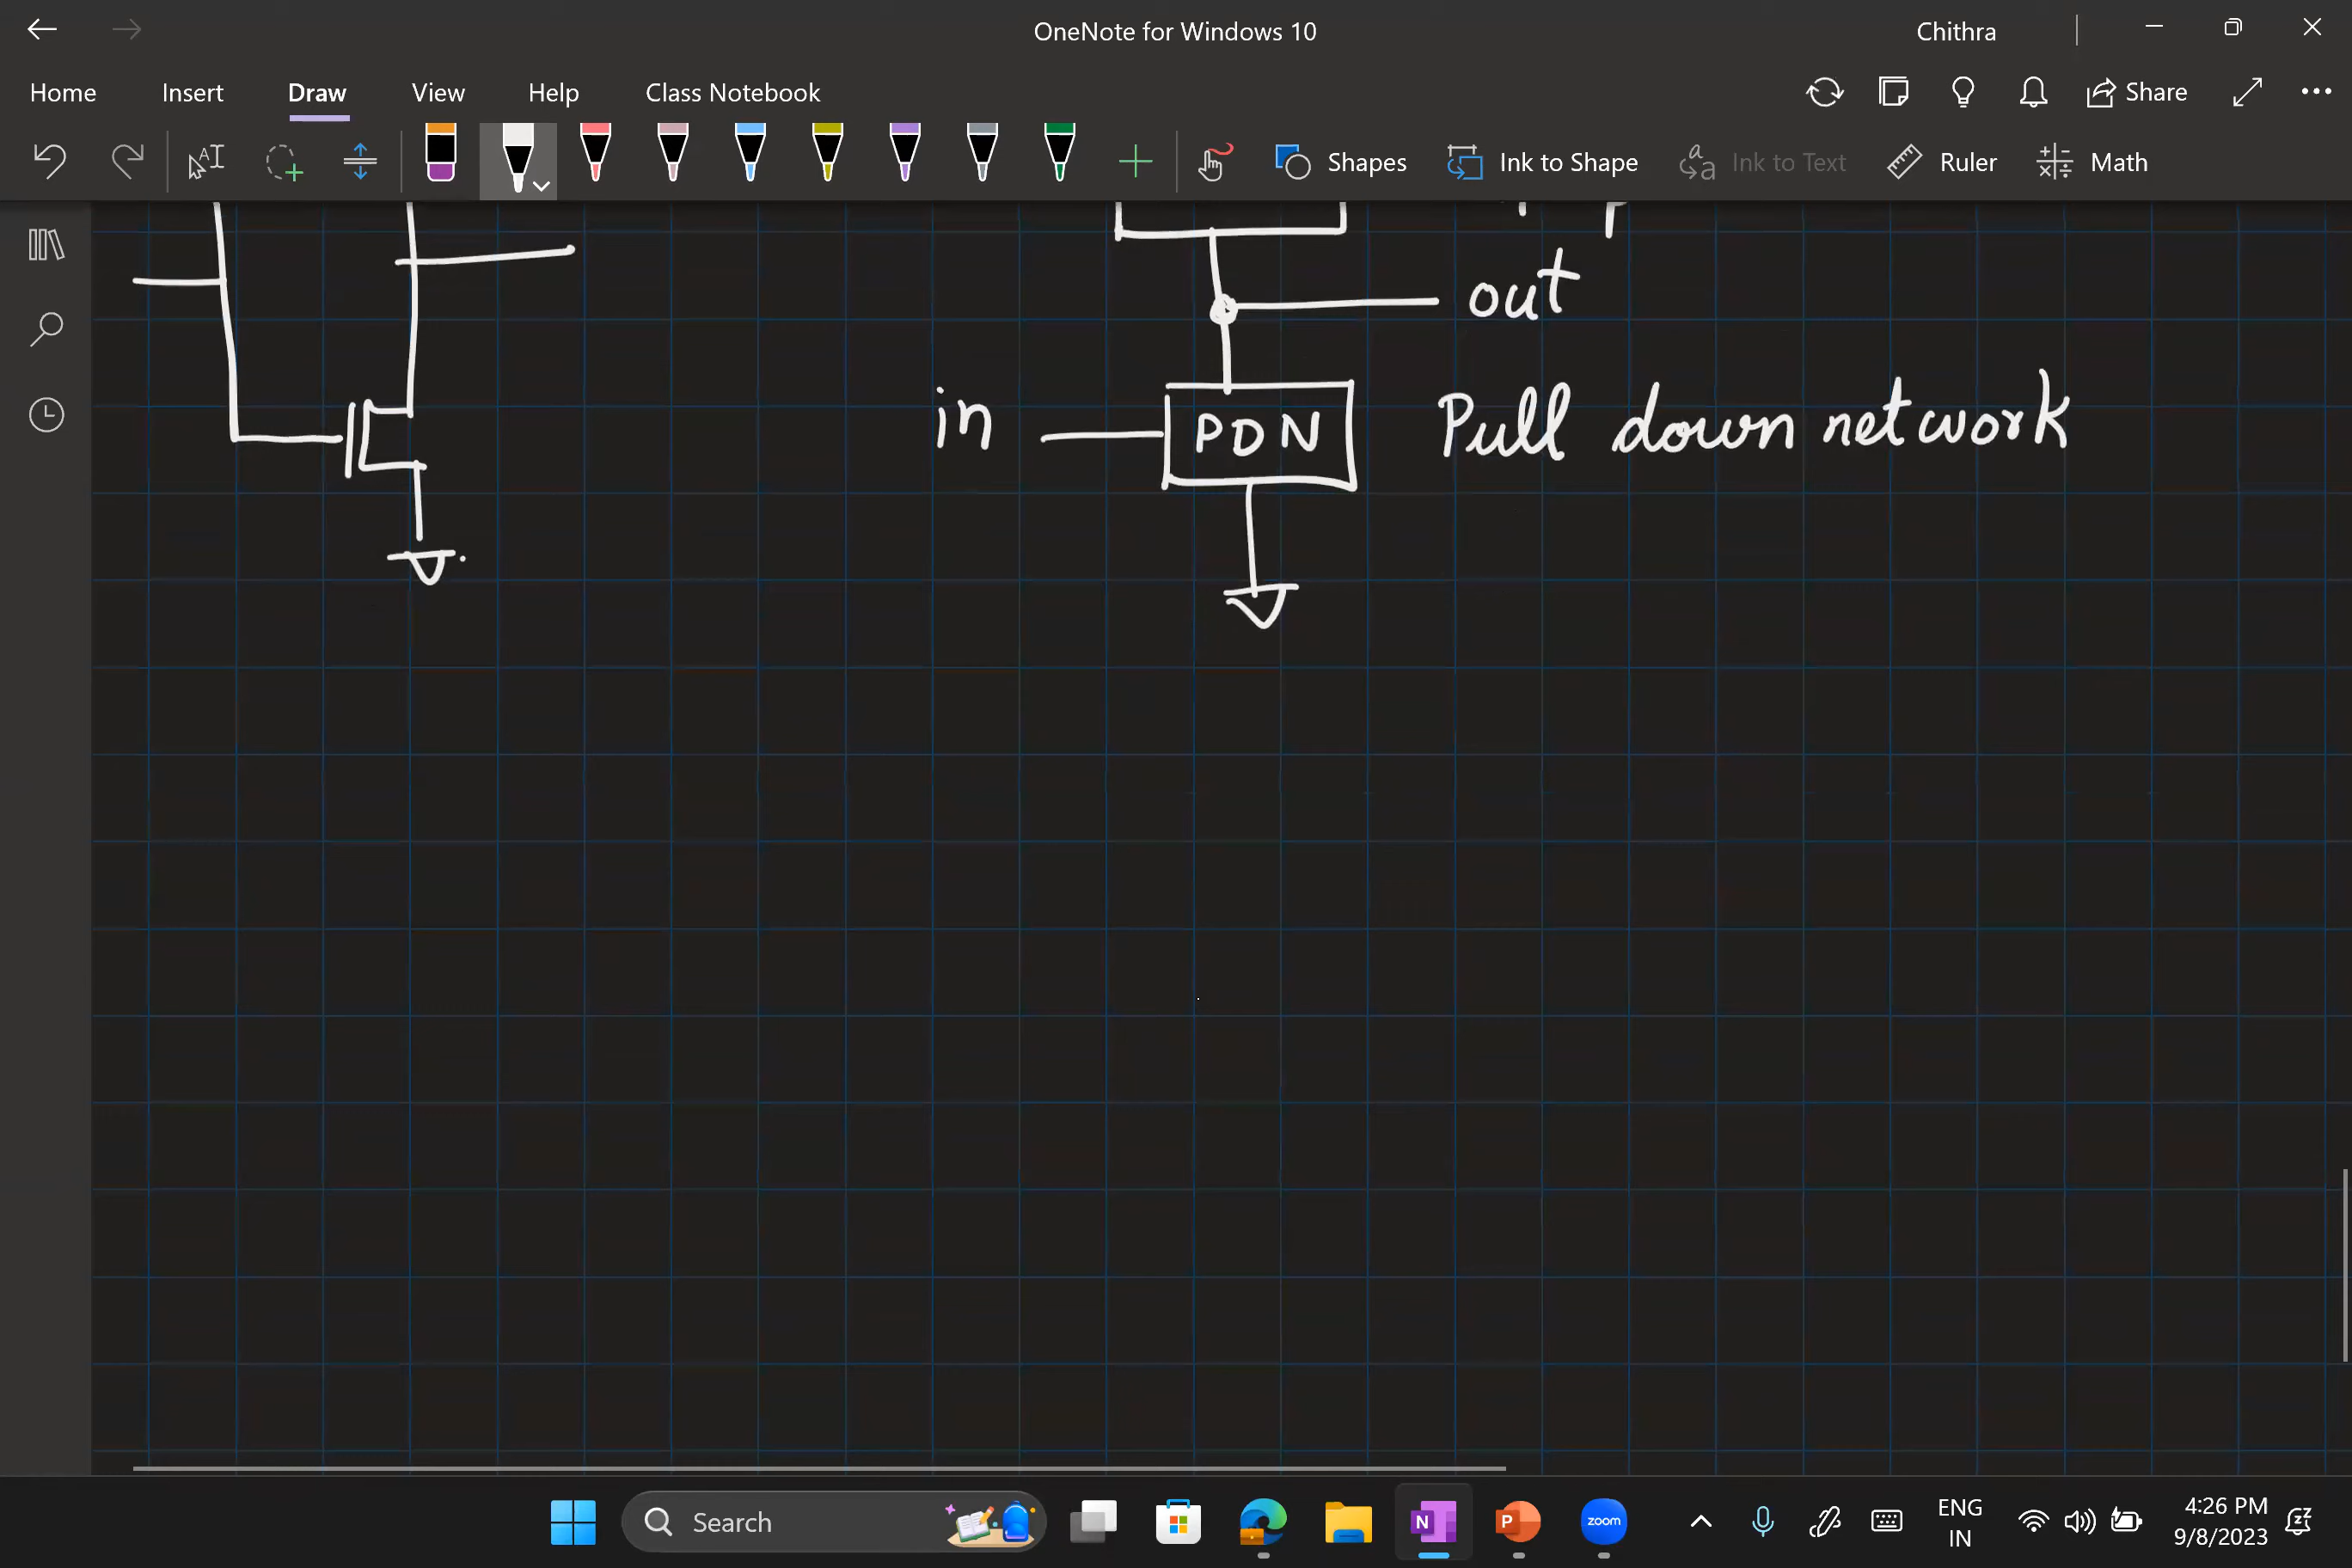 OneNote for Windows 10
Chithra
Home Insert Draw View Help Class Notebook
Share
Shapes Ink to Shape Ink to Text Ruler Math
out
in PDN Pull down network
Search
zoom
ENG
IN
4:26 PM
9/8/2023